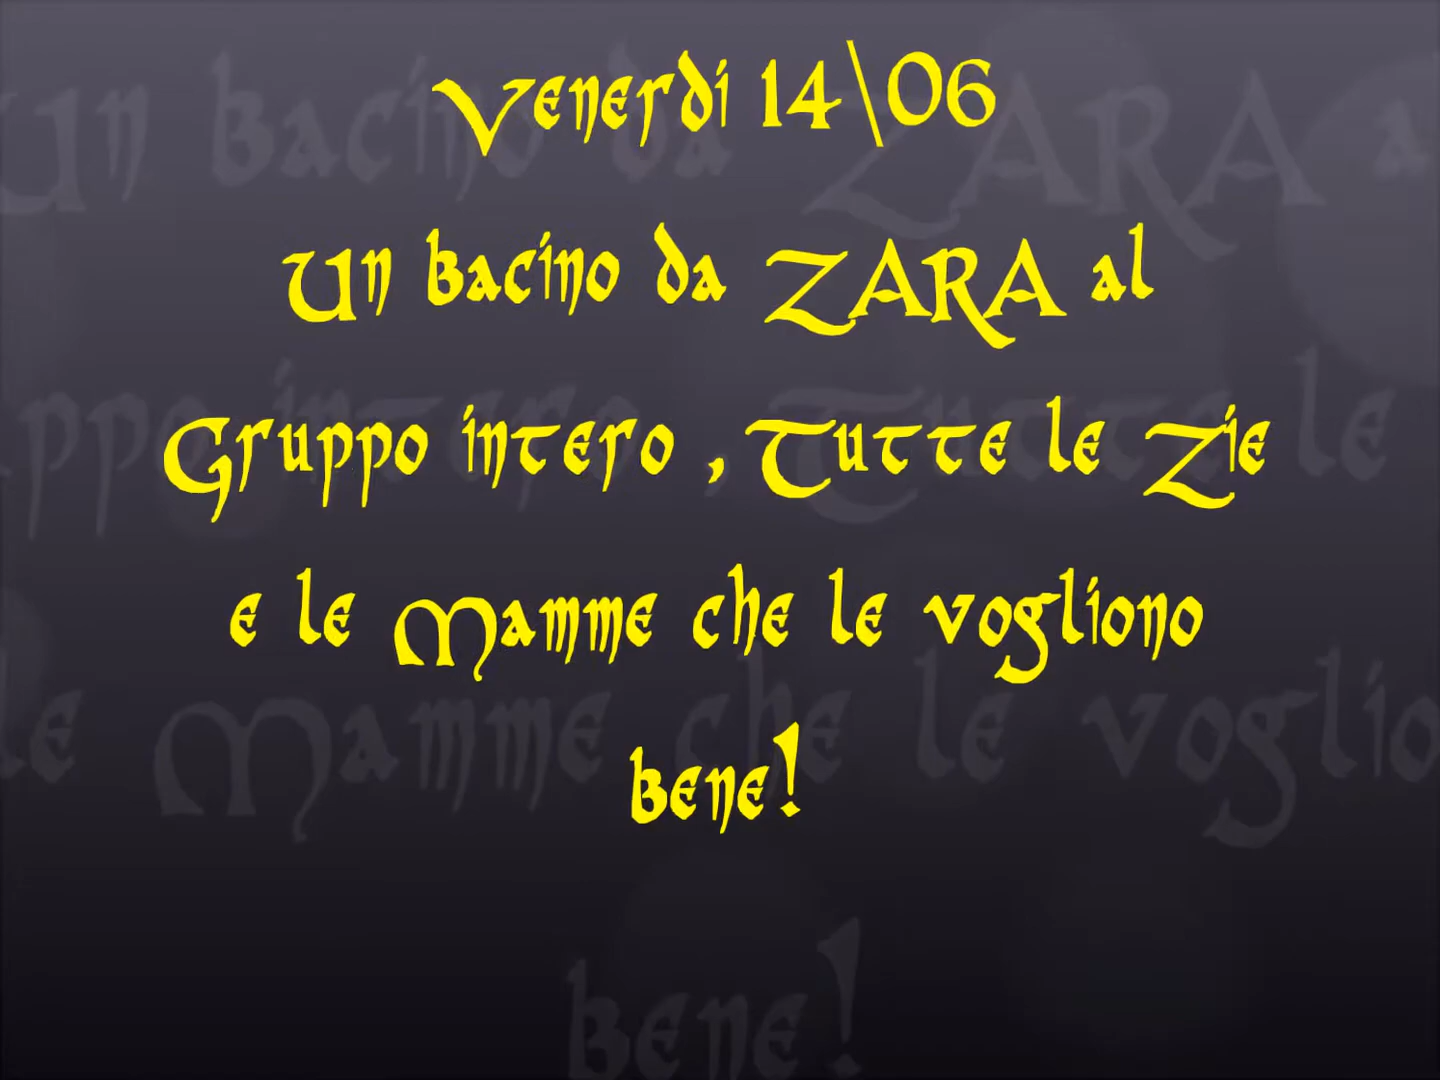 Venerdi 14\06
Un bacino da ZARA al
Gruppo intero , Tutte le Zie
e le Mamme che le vogliono
bene!